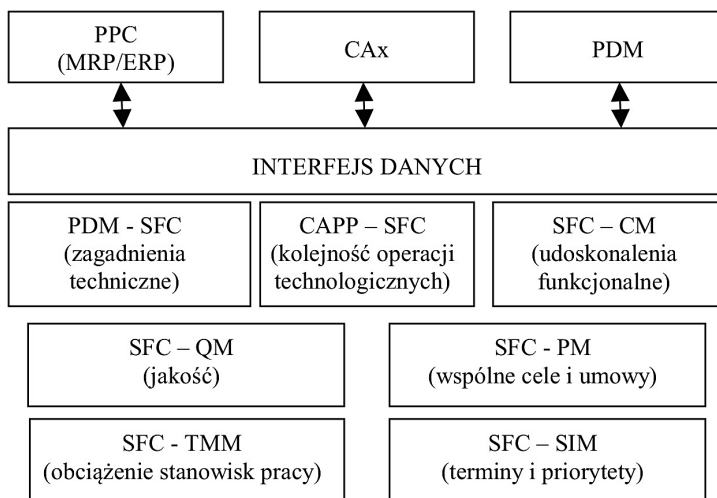 PPC
(MRP/ERP)
CAx
PDM
INTERFEJS DANYCH
PDM - SFC
(zagadnienia
techniczne)
CAPP – SFC
(kolejność operacji
technologicznych)
SFC – CM
(udoskonalenia
funkcjonalne)
SFC – QM
(jakość)
SFC - PM
(wspólne cele i umowy)
SFC - TMM
(obciążenie stanowisk pracy)
SFC – SIM
(terminy i priorytety)